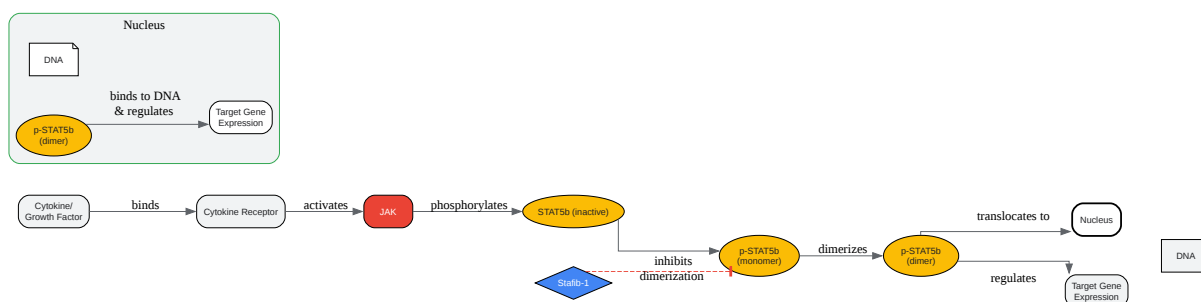 Nucleus
DNA
binds to DNA
& regulates
Target Gene
Expression
p-STAT5b
(dimer)
Cytokine/
Growth Factor
binds
Cytokine Receptor
activates
JAK
phosphorylates
STAT5b (inactive)
translocates to
Nucleus
p-STAT5b
(monomer)
dimerizes
p-STAT5b
(dimer)
DNA
inhibits
dimerization
Stafib-1
regulates
Target Gene
Expression